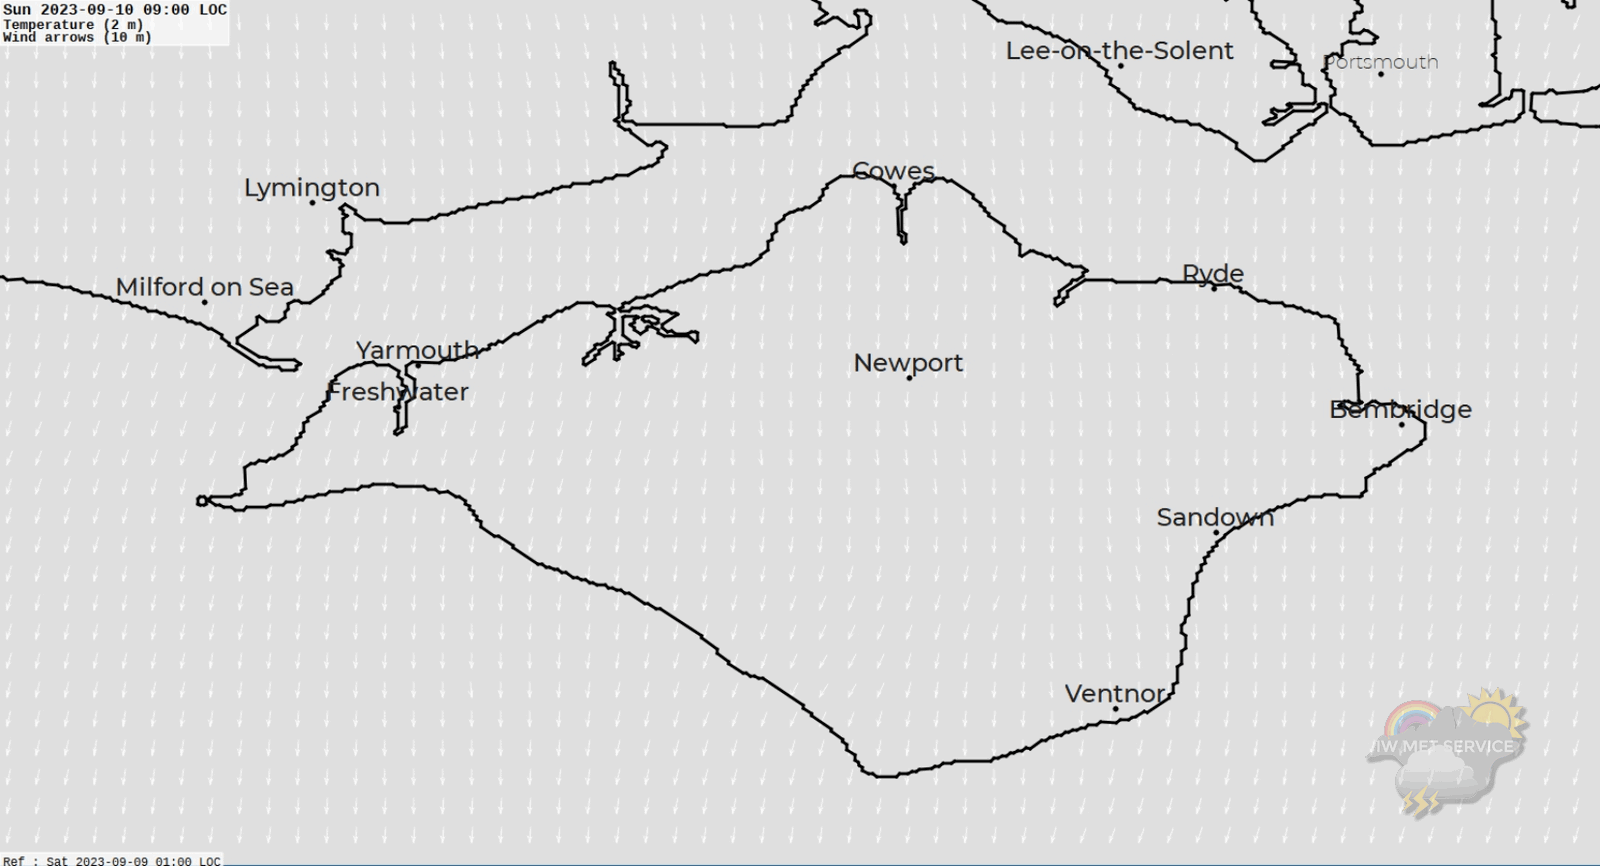 Sun 2023-09-10 09:00 LOC
Temperature (2 m)
Wind arrows (10 m)
Lee-on-the-Solent
Portsmouth
Cowes
Lymington
Ryde
Milford on Sea
Yarmouth
Newport
Freshwater
Bembridge
Sandown
Ventnor
IW MET SERVICE
Ref : Sat 2023-09-09 01:00 LOC